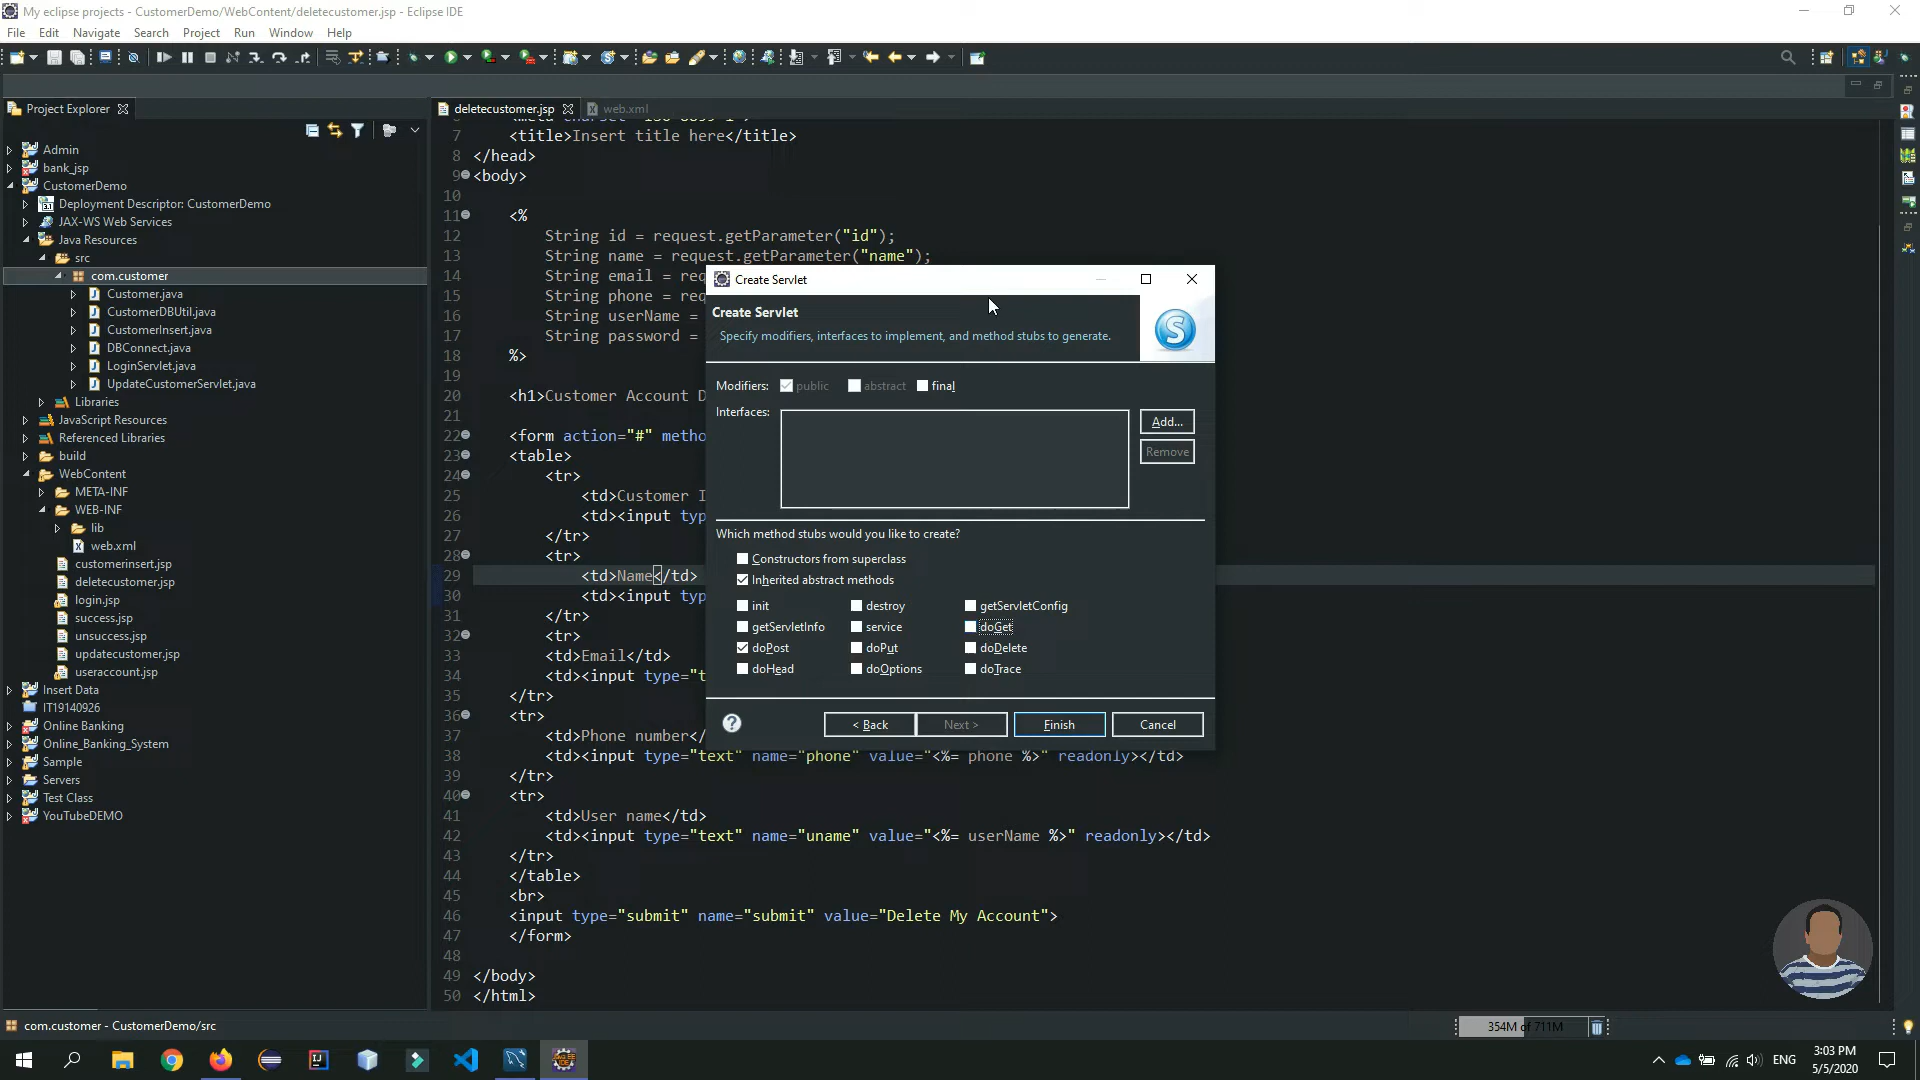 My eclipse projects - CustomerDemo/WebContent/deletecustomer.jsp - Eclipse IDE
File Edit Navigate Search Project Run Window Help
Project Explorer
deletecustomer.jsp
web.xml
Admin
bank_jsp
CustomerDemo
Deployment Descriptor: CustomerDemo
JAX-WS Web Services
Java Resources
src
com.customer
Customer.java
CustomerDBUtil.java
CustomerInsert.java
DBConnect.java
LoginServlet.java
UpdateCustomerServlet.java
Libraries
JavaScript Resources
Referenced Libraries
build
WebContent
META-INF
WEB-INF
lib
web.xml
customerinsert.jsp
deletecustomer.jsp
login.jsp
success.jsp
unsuccess.jsp
updatecustomer.jsp
useraccount.jsp
Insert Data
IT19140926
Online Banking
Online_Banking_System
Sample
Servers
Test Class
YouTubeDEMO
7 <title>Insert title here</title>
8 </head>
9 <body>
10
11 <%
12 String id = request.getParameter("id");
13 String name = request.getParameter("name");
14 String email = req
15 String phone = req
16 String userName =
17 String password =
18 %>
19
20 <h1>Customer Account D
21
22 <form action="#" metho
23 <table>
24 <tr>
25 <td>Customer I
26 <td><input typ
27 </tr>
28 <tr>
29 <td>Name</td>
30 <td><input typ
31 </tr>
32 <tr>
33 <td>Email</td>
34 <td><input type="t
35 </tr>
36 <tr>
37 <td>Phone number</
38 <td><input type="text" name="phone" value="<%= phone %>" readonly></td>
39 </tr>
40 <tr>
41 <td>User name</td>
42 <td><input type="text" name="uname" value="<%= userName %>" readonly></td>
43 </tr>
44 </table>
45 <br>
46 <input type="submit" name="submit" value="Delete My Account">
47 </form>
48
49 </body>
50 </html>
Create Servlet
Create Servlet
Specify modifiers, interfaces to implement, and method stubs to generate.
S
Modifiers: public abstract final
Interfaces:
Add...
Remove
Which method stubs would you like to create?
Constructors from superclass
Inherited abstract methods
init destroy getServletConfig
getServletInfo service doGet
doPost doPut doDelete
doHead doOptions doTrace
? < Back Next > Finish Cancel
com.customer - CustomerDemo/src
354M of 711M
ENG
3:03 PM
5/5/2020